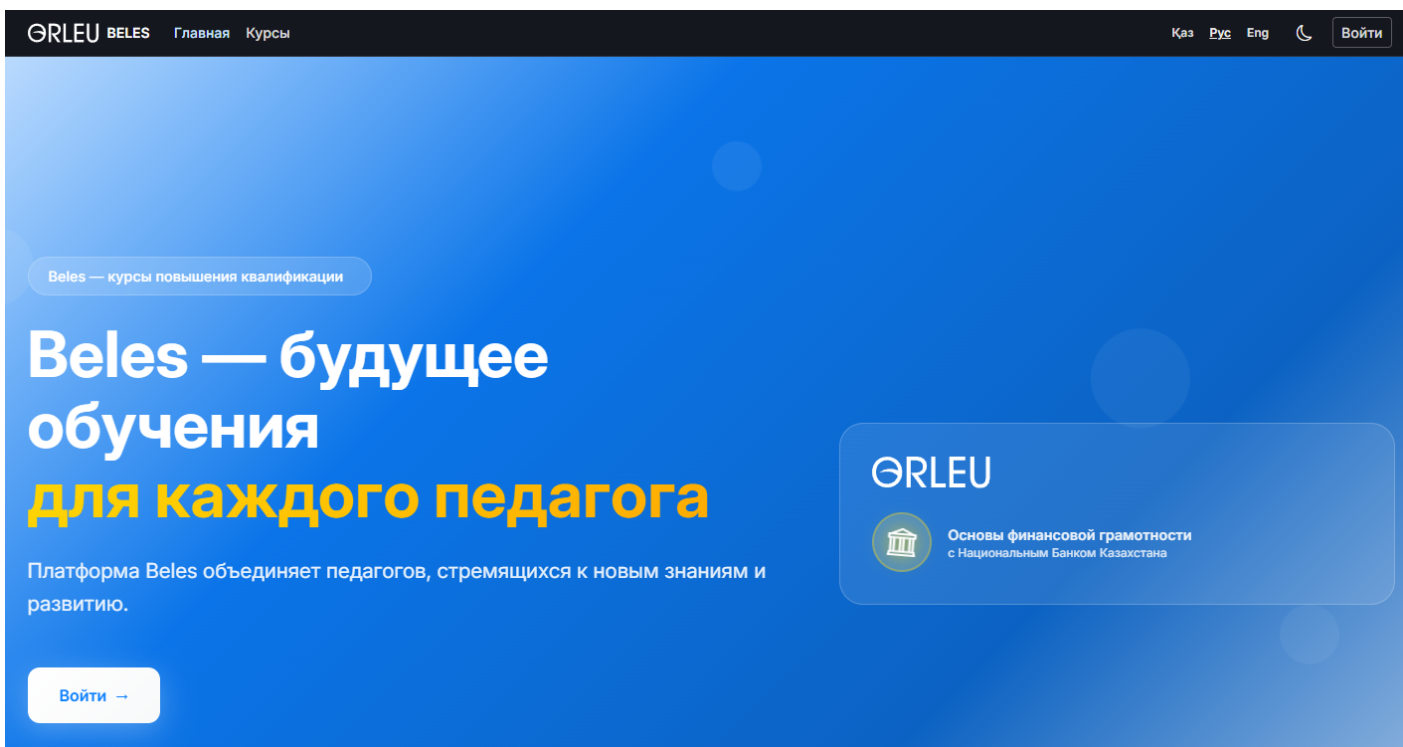 ӨRLEU BELES Главная Курсы Қаз Рус Eng Войти
Beles — курсы повышения квалификации
Beles — будущее
обучения
для каждого педагога
Платформа Beles объединяет педагогов, стремящихся к новым знаниям и
развитию.
Войти →
ӨRLEU
Основы финансовой грамотности
с Национальным Банком Казахстана